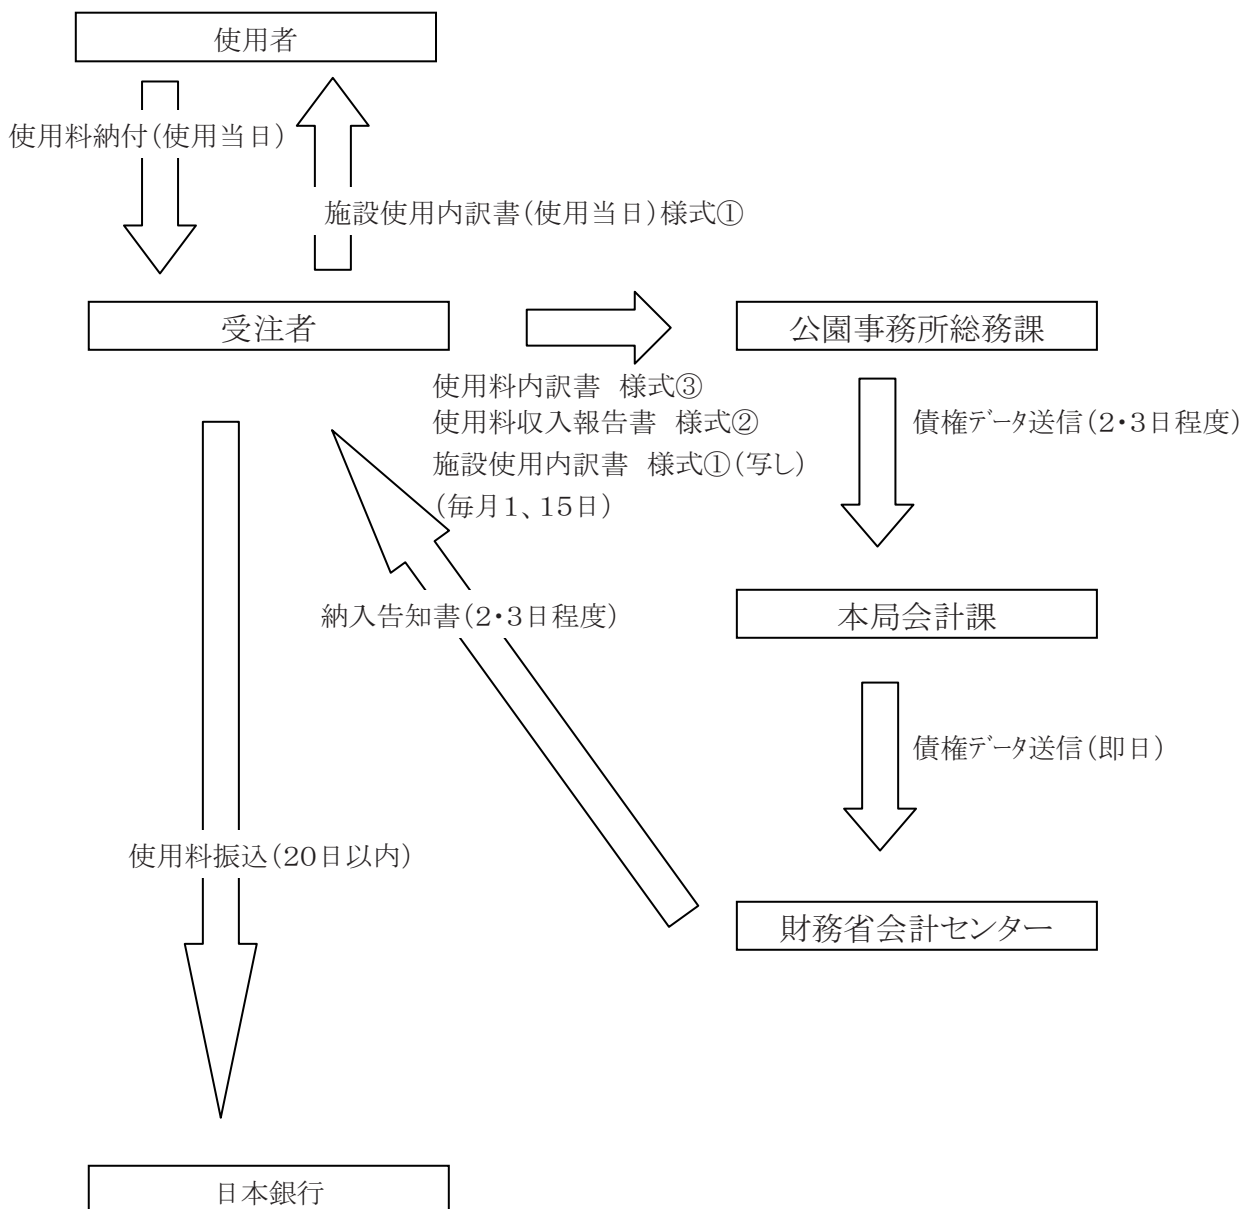 使用者
使用料納付(使用当日)
施設使用内訳書(使用当日)様式①
受注者
公園事務所総務課
使用料内訳書 様式③
使用料収入報告書 様式②
施設使用内訳書 様式①(写し)
(毎月1、15日)
債権データ送信(2・3日程度)
納入告知書(2・3日程度)
本局会計課
債権データ送信(即日)
使用料振込(20日以内)
財務省会計センター
日本銀行